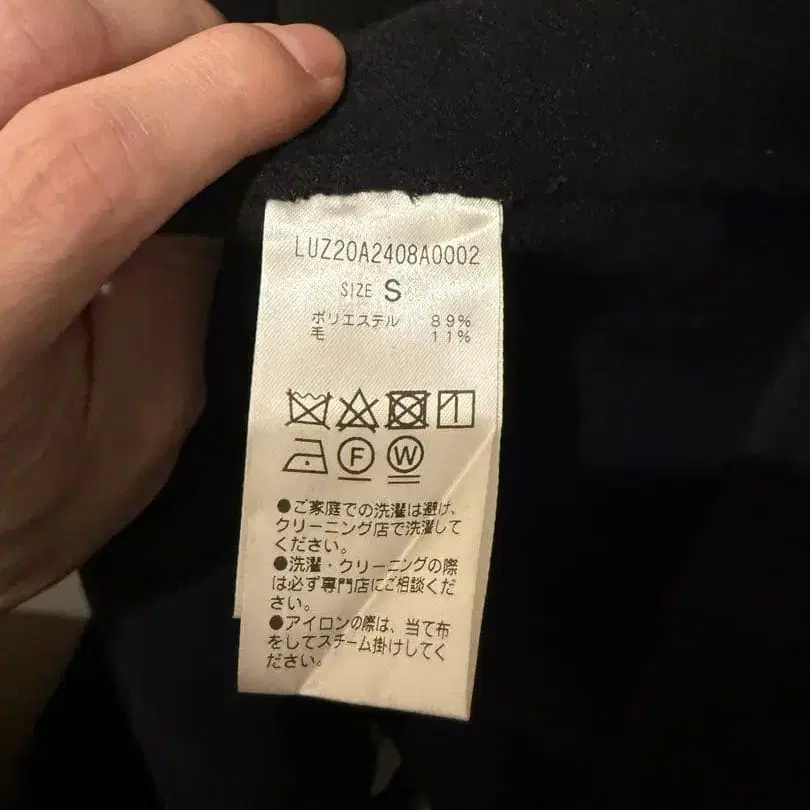 LUZ20A2408A0002
SIZE S
ポリエステル 89%
毛 11%
F W
●ご家庭での洗濯は避け、
クリーニング店で洗濯して
ください。
●洗濯・クリーニングの際
は必ず専門店にご相談くだ
さい。
●アイロンの際は、当て布
をしてスチーム掛けしてく
ださい。